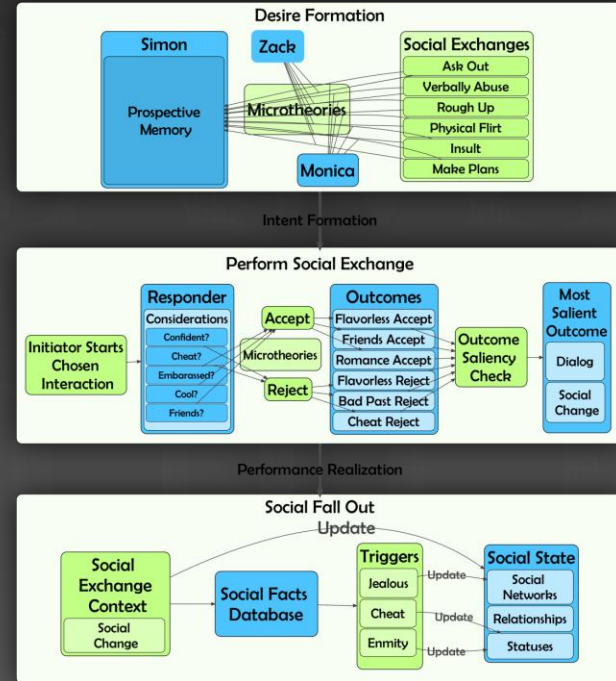 Desire Formation
Simon
Prospective
Memory
Zack
Microtheories
Monica
Social Exchanges
Ask Out
Verbally Abuse
Rough Up
Physical Flirt
Insult
Make Plans
Intent Formation
Perform Social Exchange
Initiator Starts
Chosen
Interaction
Responder
Considerations
Confident?
Cheat?
Embarassed?
Cool?
Friends?
Accept
Microtheories
Reject
Outcomes
Flavorless Accept
Friends Accept
Romance Accept
Flavorless Reject
Bad Past Reject
Cheat Reject
Outcome
Saliency
Check
Most
Salient
Outcome
Dialog
Social
Change
Performance Realization
Social Fall Out
Update
Social
Exchange
Context
Social
Change
Social Facts
Database
Triggers
Jealous
Cheat
Enmity
Update
Update
Update
Social State
Social
Networks
Relationships
Statuses